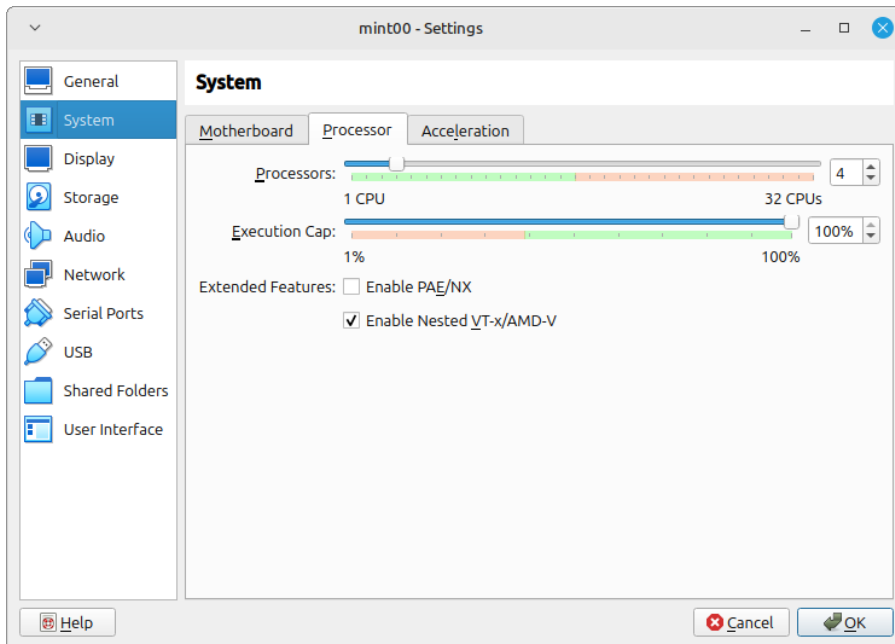 mint00 - Settings
General
System
Display
Storage
Audio
Network
Serial Ports
USB
Shared Folders
User Interface
System
Motherboard
Processor
Acceleration
Processors:
4
1 CPU
32 CPUs
Execution Cap:
100%
1%
100%
Extended Features:
Enable PAE/NX
Enable Nested VT-x/AMD-V
Help
Cancel
OK